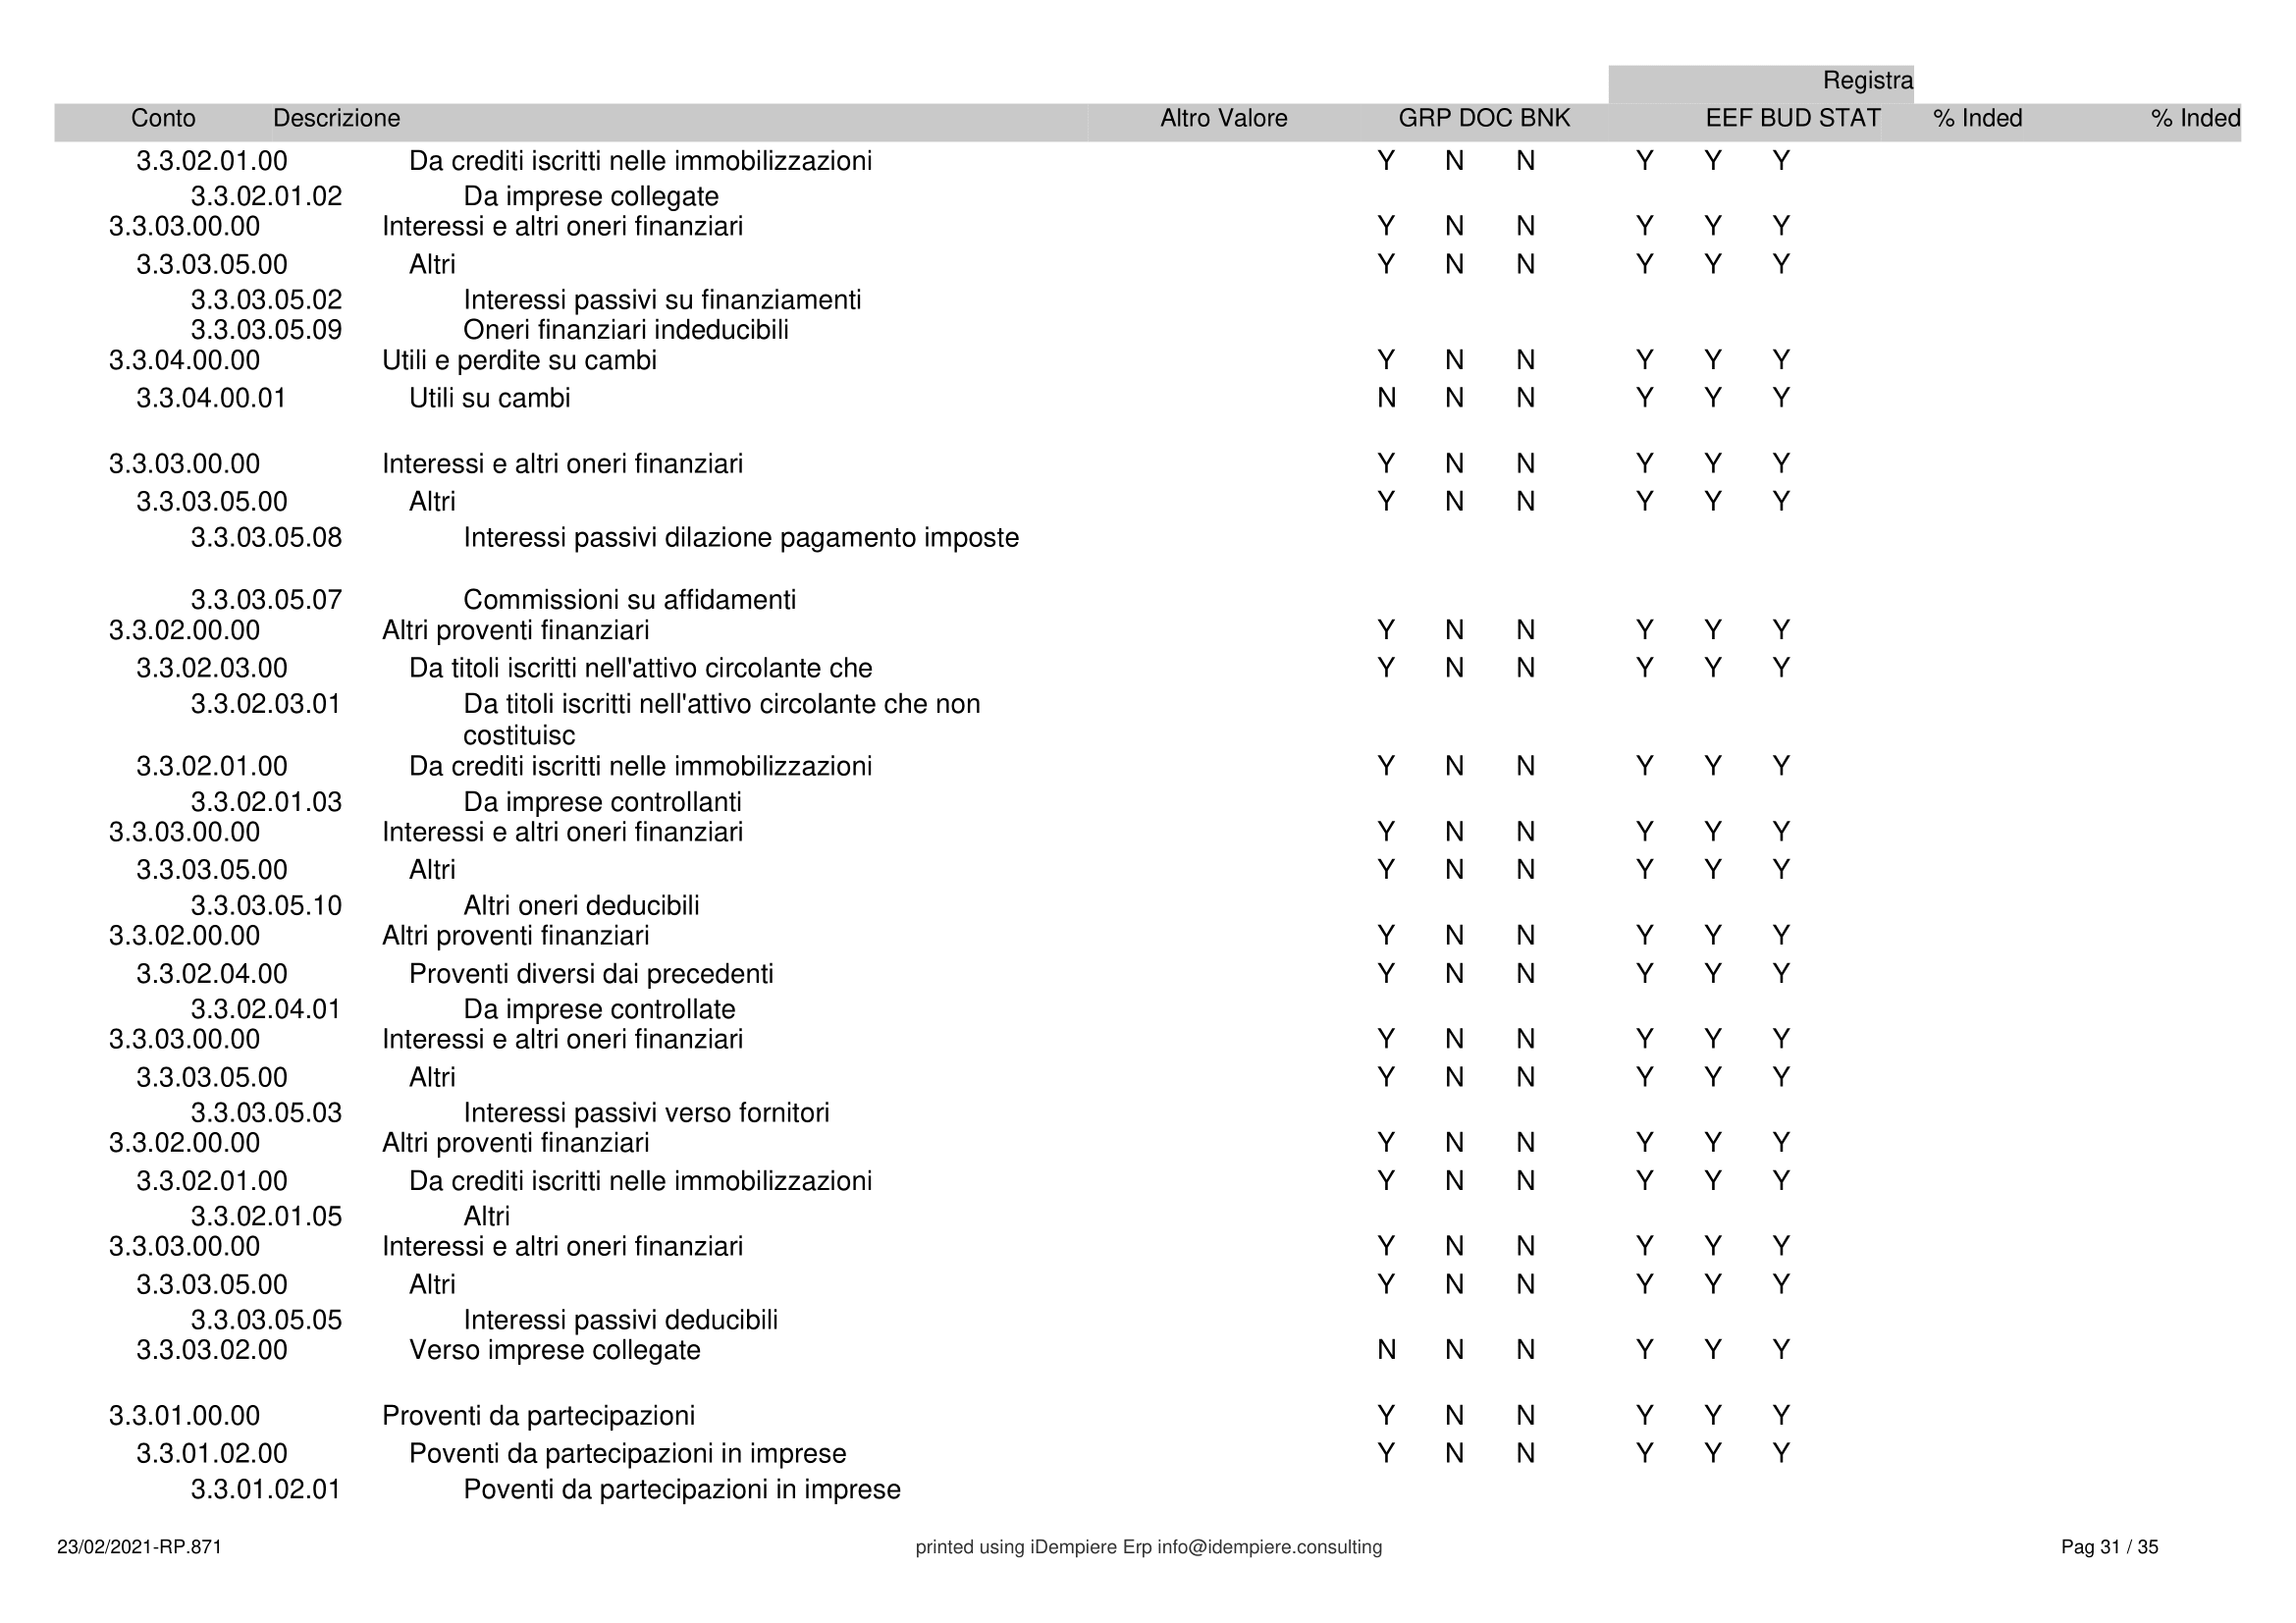 Registra
Conto Descrizione Altro Valore GRP DOC BNK EEF BUD STAT % Inded % Inded
3.3.02.01.00 Da crediti iscritti nelle immobilizzazioni Y N N Y Y Y
3.3.02.01.02 Da imprese collegate
3.3.03.00.00 Interessi e altri oneri finanziari Y N N Y Y Y
3.3.03.05.00 Altri Y N N Y Y Y
3.3.03.05.02 Interessi passivi su finanziamenti
3.3.03.05.09 Oneri finanziari indeducibili
3.3.04.00.00 Utili e perdite su cambi Y N N Y Y Y
3.3.04.00.01 Utili su cambi N N N Y Y Y
3.3.03.00.00 Interessi e altri oneri finanziari Y N N Y Y Y
3.3.03.05.00 Altri Y N N Y Y Y
3.3.03.05.08 Interessi passivi dilazione pagamento imposte
3.3.03.05.07 Commissioni su affidamenti
3.3.02.00.00 Altri proventi finanziari Y N N Y Y Y
3.3.02.03.00 Da titoli iscritti nell'attivo circolante che Y N N Y Y Y
3.3.02.03.01 Da titoli iscritti nell'attivo circolante che non
costituisc
3.3.02.01.00 Da crediti iscritti nelle immobilizzazioni Y N N Y Y Y
3.3.02.01.03 Da imprese controllanti
3.3.03.00.00 Interessi e altri oneri finanziari Y N N Y Y Y
3.3.03.05.00 Altri Y N N Y Y Y
3.3.03.05.10 Altri oneri deducibili
3.3.02.00.00 Altri proventi finanziari Y N N Y Y Y
3.3.02.04.00 Proventi diversi dai precedenti Y N N Y Y Y
3.3.02.04.01 Da imprese controllate
3.3.03.00.00 Interessi e altri oneri finanziari Y N N Y Y Y
3.3.03.05.00 Altri Y N N Y Y Y
3.3.03.05.03 Interessi passivi verso fornitori
3.3.02.00.00 Altri proventi finanziari Y N N Y Y Y
3.3.02.01.00 Da crediti iscritti nelle immobilizzazioni Y N N Y Y Y
3.3.02.01.05 Altri
3.3.03.00.00 Interessi e altri oneri finanziari Y N N Y Y Y
3.3.03.05.00 Altri Y N N Y Y Y
3.3.03.05.05 Interessi passivi deducibili
3.3.03.02.00 Verso imprese collegate N N N Y Y Y
3.3.01.00.00 Proventi da partecipazioni Y N N Y Y Y
3.3.01.02.00 Poventi da partecipazioni in imprese Y N N Y Y Y
3.3.01.02.01 Poventi da partecipazioni in imprese
23/02/2021-RP.871 printed using iDempiere Erp info@idempiere.consulting Pag 31 / 35